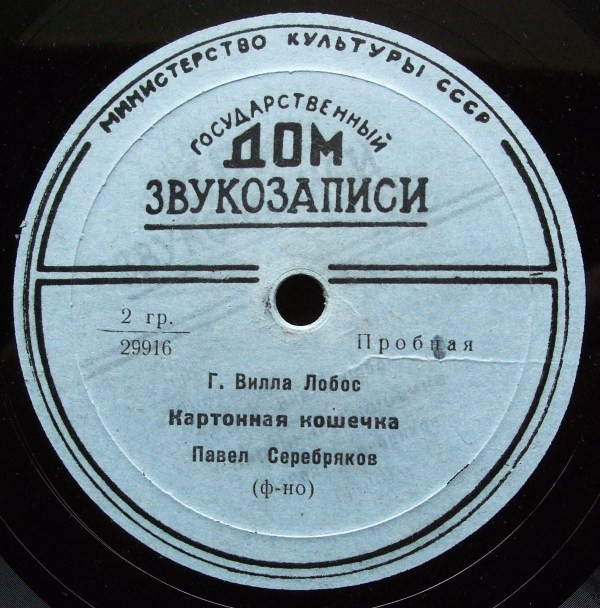 МИНИСТЕРСТВО КУЛЬТУРЫ СССР
ГОСУДАРСТВЕННЫЙ
ДОМ
ЗВУКОЗАПИСИ
2 гр.
29916
Пробная
Г. Вилла Лобос
Картонная кошечка
Павел Серебряков
(ф-но)